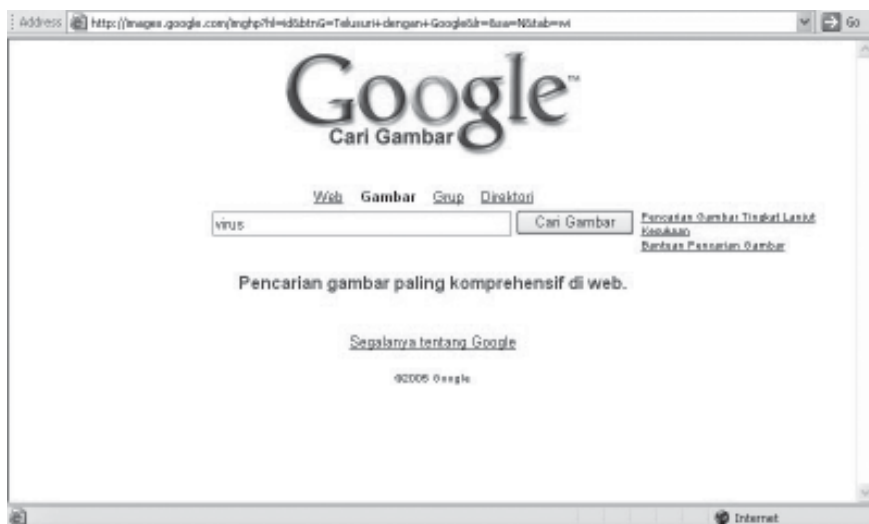 Address http://images.google.com/imghp?hl=id&btnG=Telusuri+dengan+Google&lr=&sa=N&tab=wi Go
Google™
Cari Gambar
Web Gambar Grup Direktori
virus Cari Gambar
Pencarian Gambar Tingkat Lanjut
Kesukaan
Bantuan Pencarian Gambar
Pencarian gambar paling komprehensif di web.
Segalanya tentang Google
©2005 Google
Internet